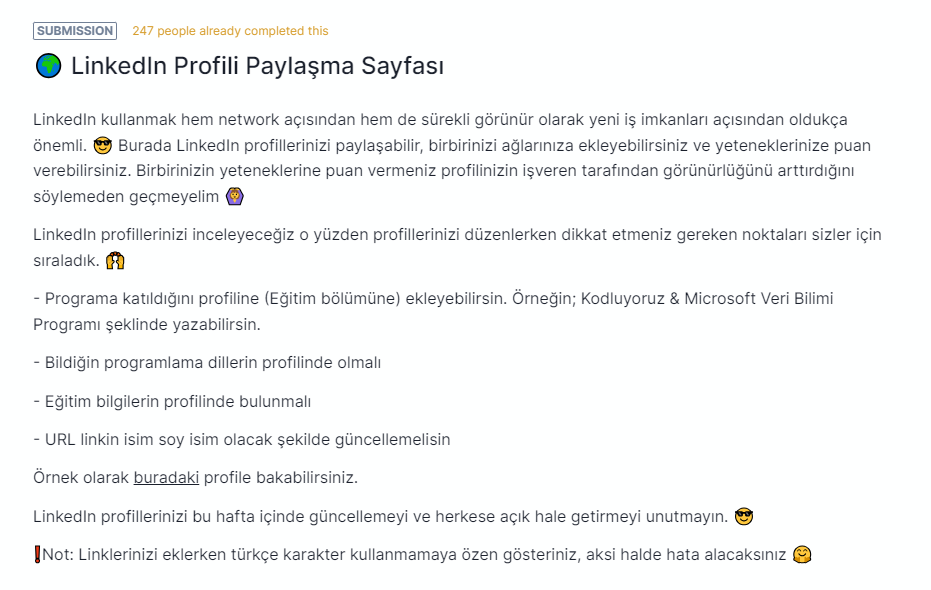 SUBMISSION 247 people already completed this
🌍 LinkedIn Profili Paylaşma Sayfası
LinkedIn kullanmak hem network açısından hem de sürekli görünür olarak yeni iş imkanları açısından oldukça
önemli. 😎 Burada LinkedIn profillerinizi paylaşabilir, birbirinizi ağlarınıza ekleyebilirsiniz ve yeteneklerinize puan
verebilirsiniz. Birbirinizin yeteneklerine puan vermeniz profilinizin işveren tarafından görünürlüğünü arttırdığını
söylemeden geçmeyelim 🙆
LinkedIn profillerinizi inceleyeceğiz o yüzden profillerinizi düzenlerken dikkat etmeniz gereken noktaları sizler için
sıraladık. 🙌
- Programa katıldığını profiline (Eğitim bölümüne) ekleyebilirsin. Örneğin; Kodluyoruz & Microsoft Veri Bilimi
Programı şeklinde yazabilirsin.
- Bildiğin programlama dillerin profilinde olmalı
- Eğitim bilgilerin profilinde bulunmalı
- URL linkin isim soy isim olacak şekilde güncellemelisin
Örnek olarak buradaki profile bakabilirsiniz.
LinkedIn profillerinizi bu hafta içinde güncellemeyi ve herkese açık hale getirmeyi unutmayın. 😎
❗Not: Linklerinizi eklerken türkçe karakter kullanmamaya özen gösteriniz, aksi halde hata alacaksınız 🤗